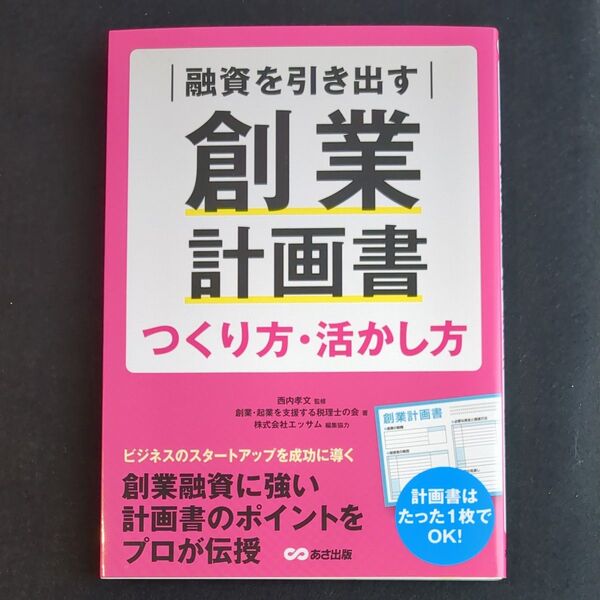 融資を引き出す
創業
計画書
つくり方・活かし方
西内孝文 監修
創業・起業を支援する税理士の会 著
株式会社エッサム 編集協力
ビジネスのスタートアップを成功に導く
創業融資に強い
計画書のポイントを
プロが伝授
あさ出版
創業計画書
計画書は
たった1枚で
OK!